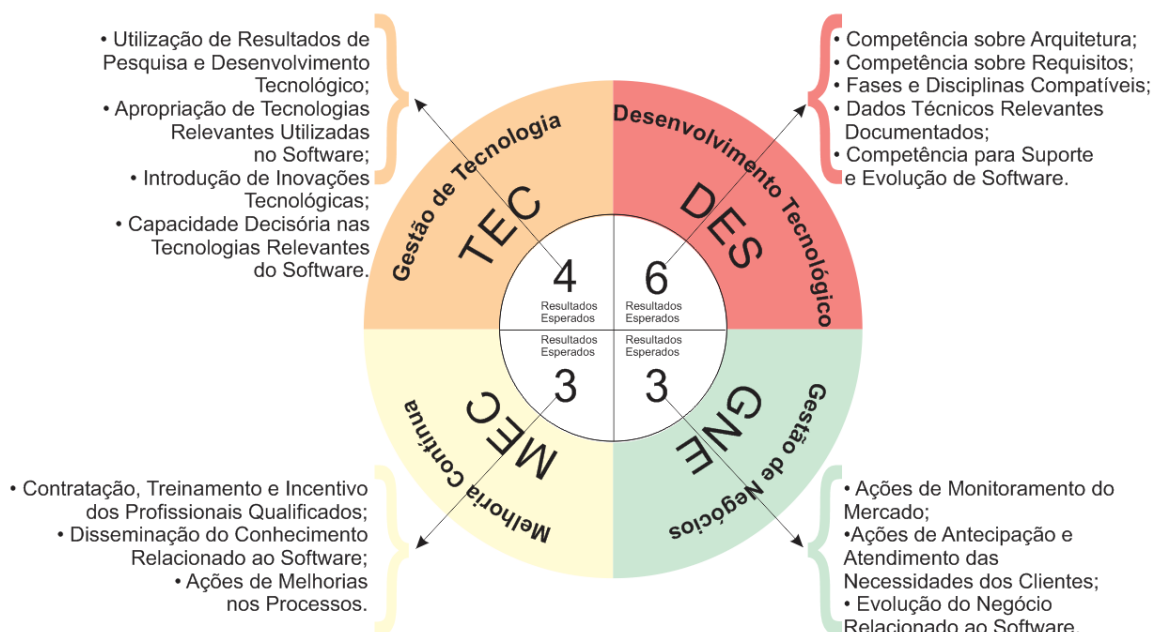 • Utilização de Resultados de
Pesquisa e Desenvolvimento
Tecnológico;
• Apropriação de Tecnologias
Relevantes Utilizadas
no Software;
• Introdução de Inovações
Tecnológicas;
• Capacidade Decisória nas
Tecnologias Relevantes
do Software.
• Competência sobre Arquitetura;
• Competência sobre Requisitos;
• Fases e Disciplinas Compatíveis;
• Dados Técnicos Relevantes
Documentados;
• Competência para Suporte
e Evolução de Software.
Gestão de Tecnologia
TEC
Desenvolvimento Tecnológico
DES
4
Resultados
Esperados
6
Resultados
Esperados
Resultados
Esperados
3
Resultados
Esperados
3
MEC
Melhoria Contínua
GNE
Gestão de Negócios
• Contratação, Treinamento e Incentivo
dos Profissionais Qualificados;
• Disseminação do Conhecimento
Relacionado ao Software;
• Ações de Melhorias
nos Processos.
• Ações de Monitoramento do
Mercado;
•Ações de Antecipação e
Atendimento das
Necessidades dos Clientes;
• Evolução do Negócio
Relacionado ao Software.